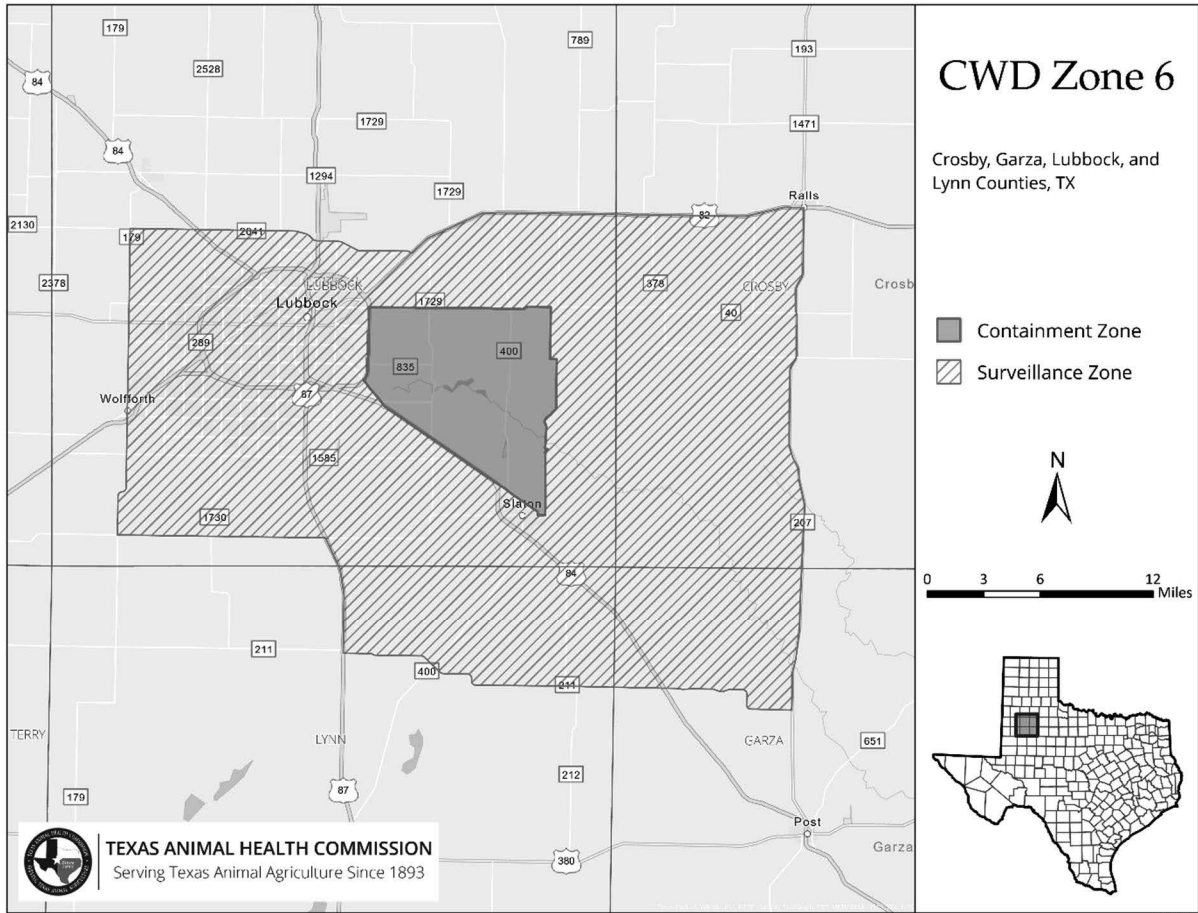 179
789
193
2528
84
1729
1471
84
1294
1729
Ralls
82
2130
179
2641
2378
LUBBOCK
378
CROSBY
Crosb
Lubbock
1729
40
289
400
835
Wolfforth
87
1585
Slaton
1730
207
84
211
400
211
TERRY
LYNN
GARZA
651
212
87
179
Post
380
Garza
CWD Zone 6
Crosby, Garza, Lubbock, and
Lynn Counties, TX
Containment Zone
Surveillance Zone
N
0 3 6 12
Miles
TEXAS ANIMAL HEALTH COMMISSION
Serving Texas Animal Agriculture Since 1893